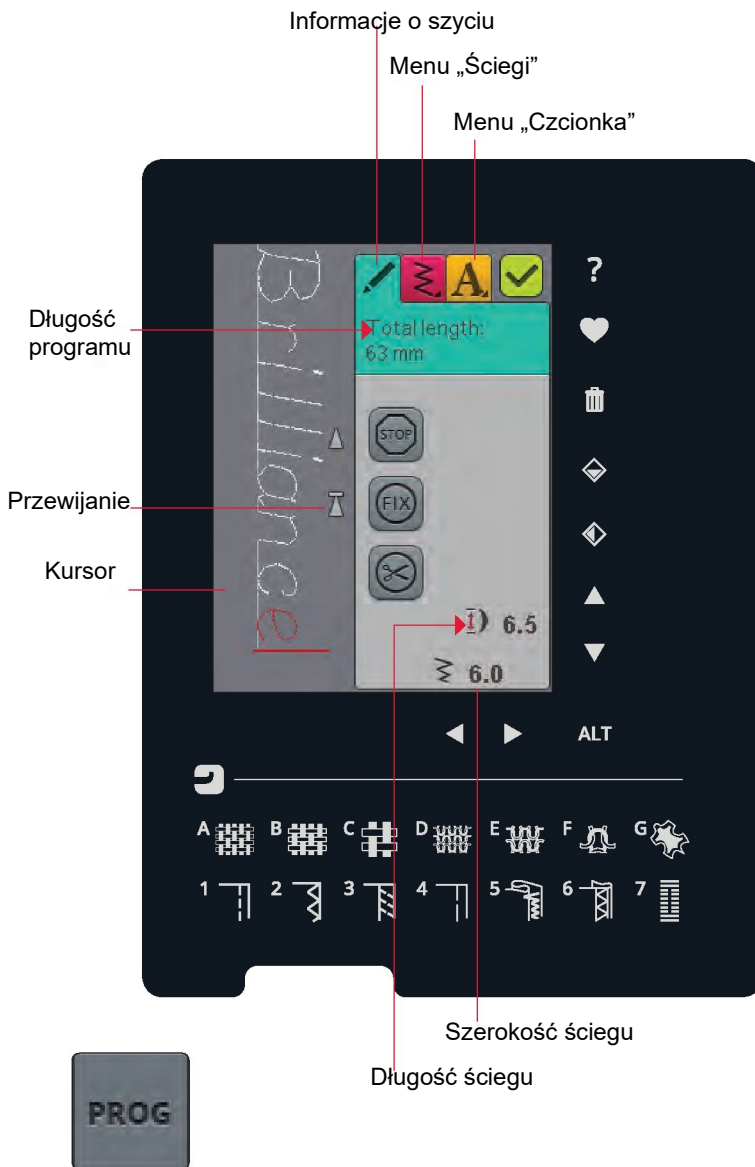 Informacje o szyciu
Menu „Ściegi”
Menu „Czcionka”
Długość
programu
Przewijanie
Kursor
Brilliance
A
Total length:
63 mm
STOP
FIX
6.5
6.0
?
ALT
A B C D E F G
1 2 3 4 5 6 7
Szerokość ściegu
Długość ściegu
PROG